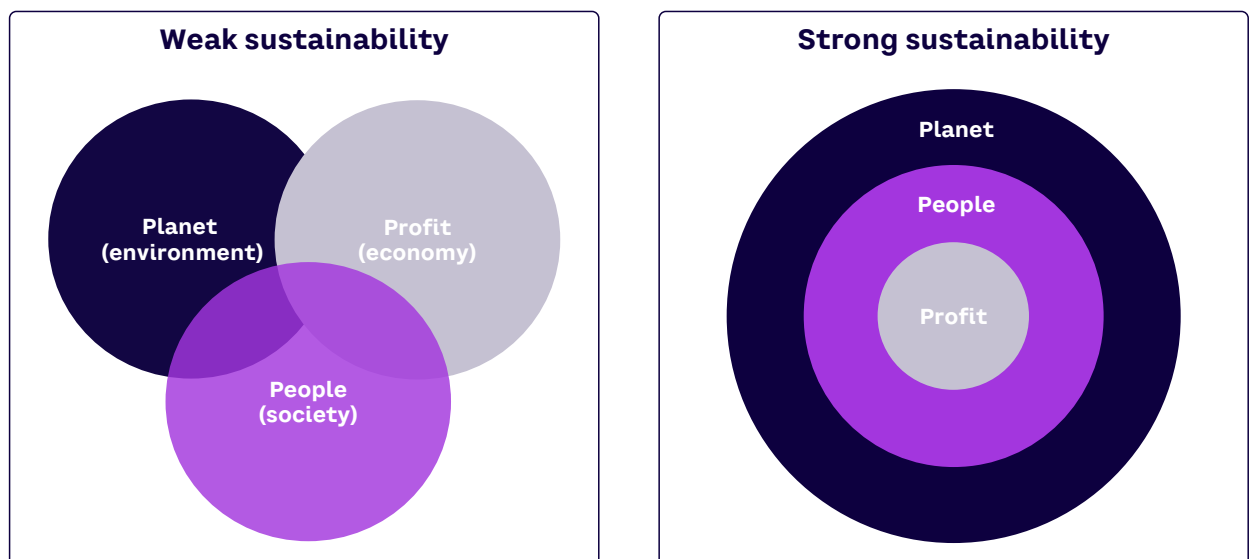 Weak sustainability
Planet
(environment)
Profit
(economy)
People
(society)
Strong sustainability
Planet
People
Profit